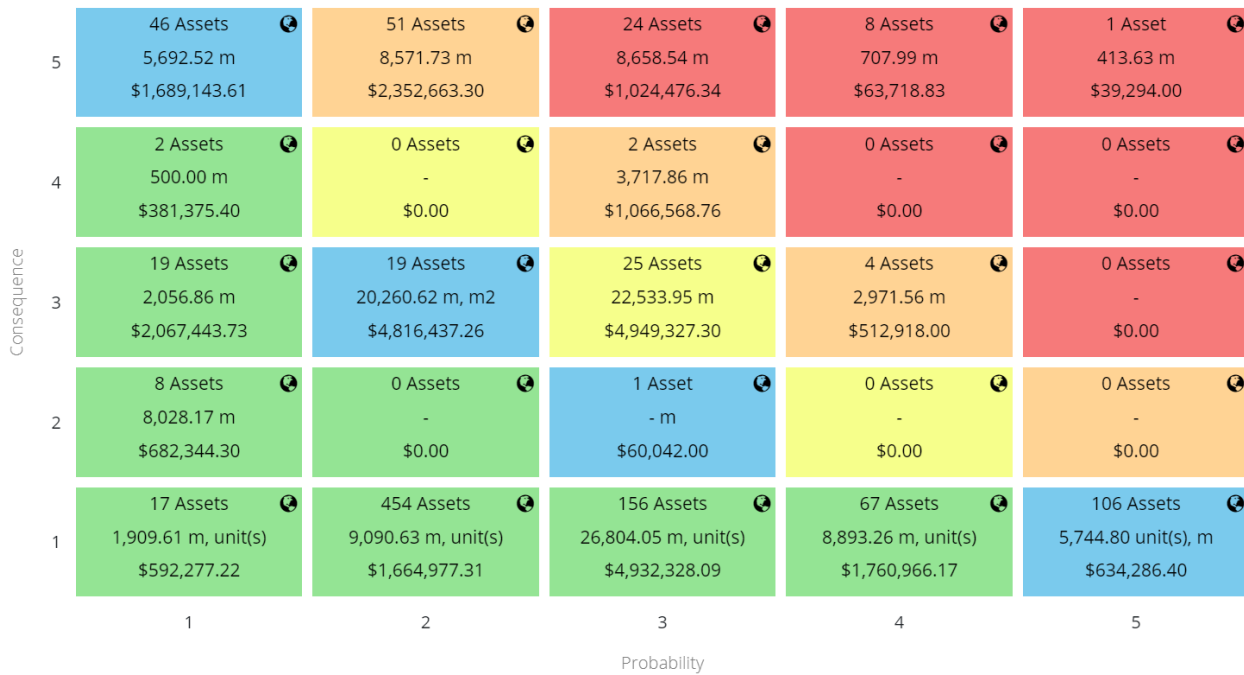 46 Assets
5,692.52 m
$1,689,143.61
51 Assets
8,571.73 m
$2,352,663.30
24 Assets
8,658.54 m
$1,024,476.34
8 Assets
707.99 m
$63,718.83
1 Asset
413.63 m
$39,294.00
5
2 Assets
500.00 m
$381,375.40
0 Assets
-
$0.00
2 Assets
3,717.86 m
$1,066,568.76
0 Assets
-
$0.00
0 Assets
-
$0.00
4
19 Assets
2,056.86 m
$2,067,443.73
19 Assets
20,260.62 m, m2
$4,816,437.26
25 Assets
22,533.95 m
$4,949,327.30
4 Assets
2,971.56 m
$512,918.00
0 Assets
-
$0.00
3
Consequence
8 Assets
8,028.17 m
$682,344.30
0 Assets
-
$0.00
1 Asset
- m
$60,042.00
0 Assets
-
$0.00
0 Assets
-
$0.00
2
17 Assets
1,909.61 m, unit(s)
$592,277.22
454 Assets
9,090.63 m, unit(s)
$1,664,977.31
156 Assets
26,804.05 m, unit(s)
$4,932,328.09
67 Assets
8,893.26 m, unit(s)
$1,760,966.17
106 Assets
5,744.80 unit(s), m
$634,286.40
1
1
2
3
4
5
Probability